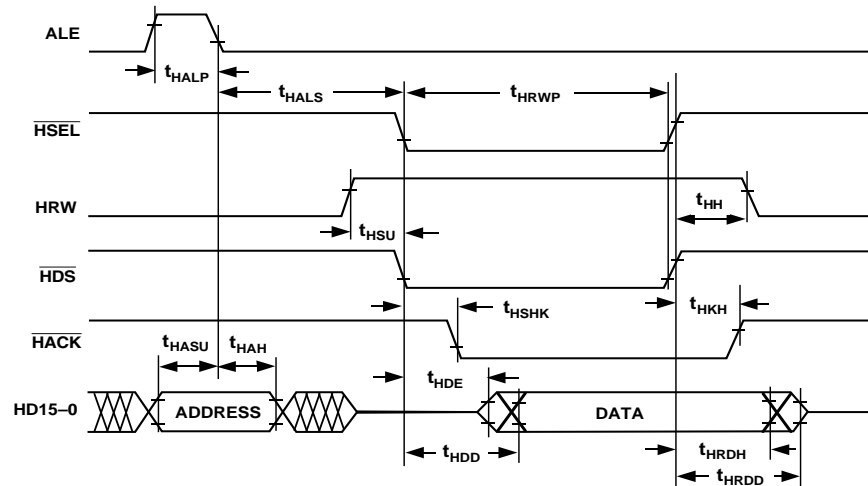 ALE
tHALP
tHALS
tHRWP
HSEL
HRW
tHH
tHSU
HDS
tHSHK
tHKH
HACK
tHASU
tHAH
tHDE
HD15–0
ADDRESS
DATA
tHDD
tHRDH
tHRDD